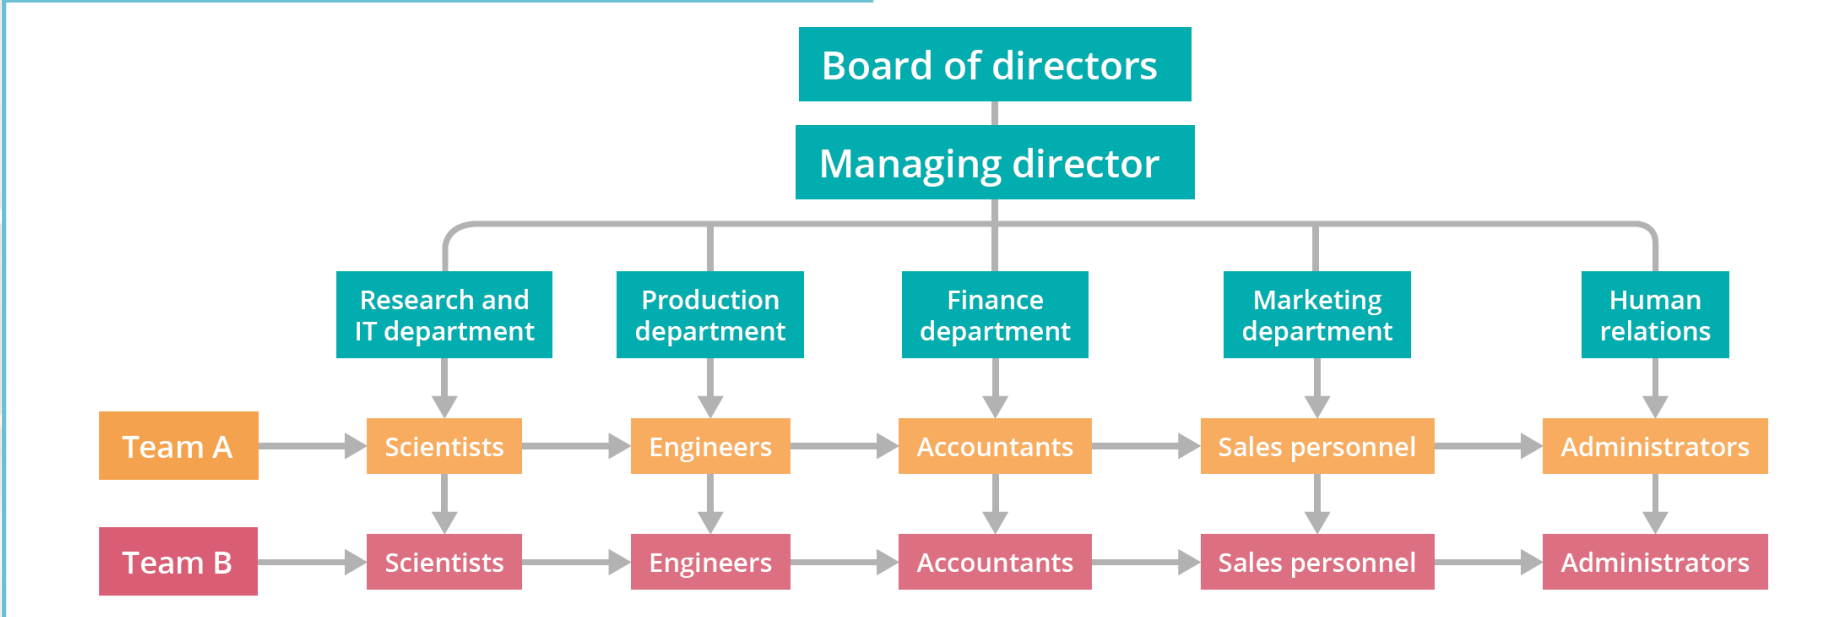 Board of directors
Managing director
Research and
IT department
Production
department
Finance
department
Marketing
department
Human
relations
Team A
Scientists
Engineers
Accountants
Sales personnel
Administrators
Team B
Scientists
Engineers
Accountants
Sales personnel
Administrators